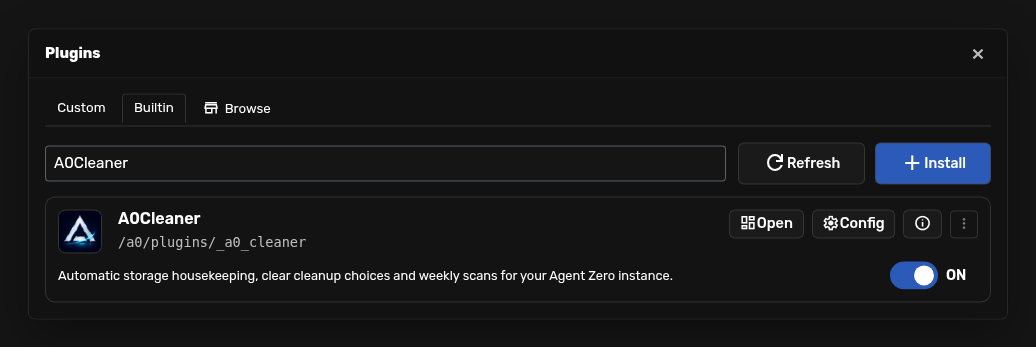 Plugins
Custom
Builtin
Browse
A0Cleaner
Refresh
Install
A0Cleaner
Open
Config
/a0/plugins/_a0_cleaner
Automatic storage housekeeping, clear cleanup choices and weekly scans for your Agent Zero instance.
ON